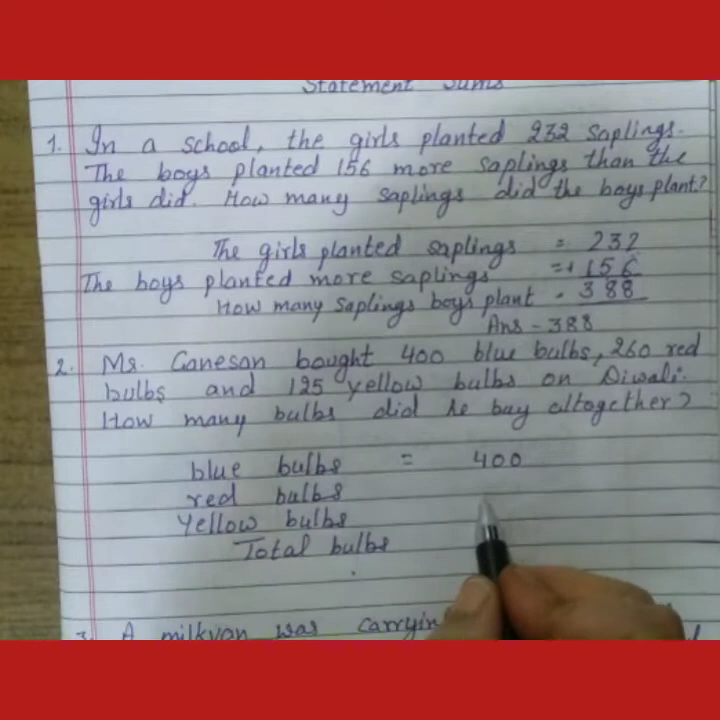 Statement Sums
1. In a school, the girls planted 232 saplings.
The boys planted 156 more saplings than the
girls did. How many saplings did the boys plant?
The girls planted saplings = 232
The boys planted more saplings =+ 156
How many saplings boys plant = 388
Ans - 388
2. Mr. Ganesan bought 400 blue bulbs, 260 red
bulbs and 125 yellow bulbs on Diwali.
How many bulbs did he buy altogether?
blue bulbs = 400
red bulbs
Yellow bulbs
Total bulbs
3. A milkvan was carryin